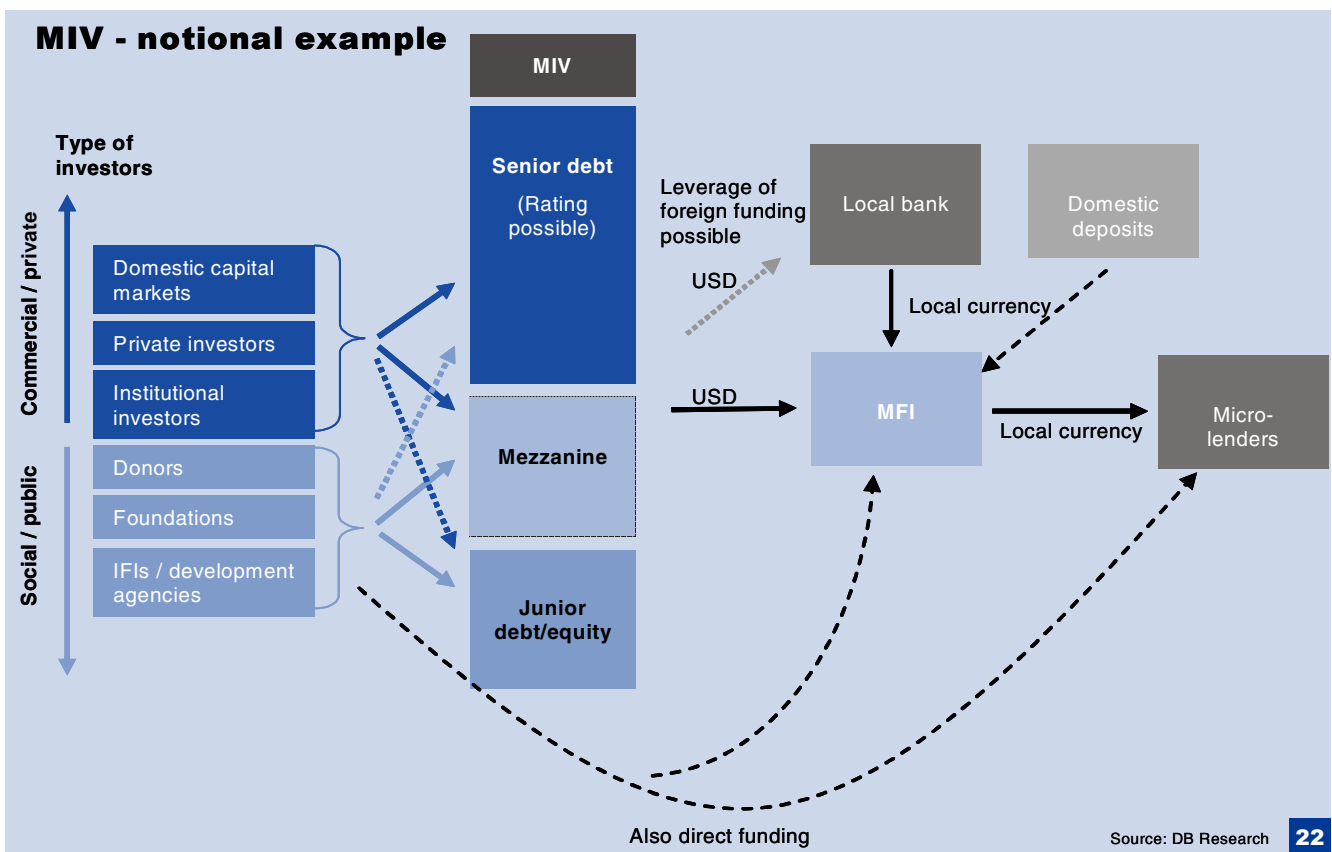 MIV - notional example
MIV
Type of
investors
Commercial / private
Social / public
Domestic capital
markets
Private investors
Institutional
investors
Donors
Foundations
IFIs / development
agencies
Senior debt
(Rating
possible)
Mezzanine
Junior
debt/equity
Leverage of
foreign funding
possible
USD
USD
Local bank
Domestic
deposits
Local currency
MFI
Local currency
Micro-
lenders
Also direct funding
Source: DB Research
22